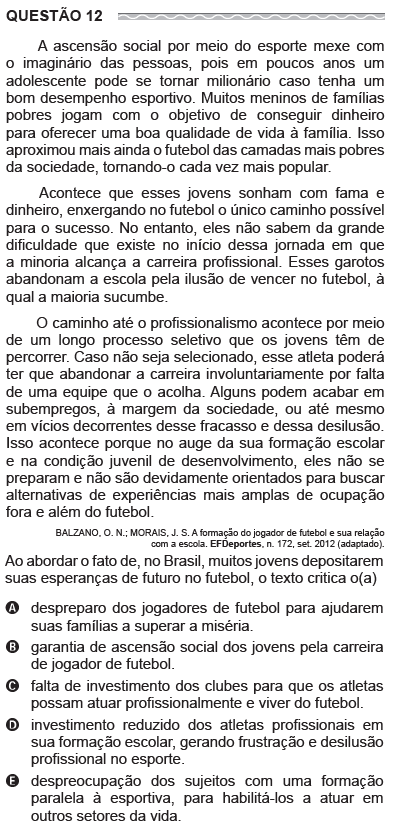 QUESTÃO 12
A ascensão social por meio do esporte mexe com
o imaginário das pessoas, pois em poucos anos um
adolescente pode se tornar milionário caso tenha um
bom desempenho esportivo. Muitos meninos de famílias
pobres jogam com o objetivo de conseguir dinheiro
para oferecer uma boa qualidade de vida à família. Isso
aproximou mais ainda o futebol das camadas mais pobres
da sociedade, tornando-o cada vez mais popular.
Acontece que esses jovens sonham com fama e
dinheiro, enxergando no futebol o único caminho possível
para o sucesso. No entanto, eles não sabem da grande
dificuldade que existe no início dessa jornada em que
a minoria alcança a carreira profissional. Esses garotos
abandonam a escola pela ilusão de vencer no futebol, à
qual a maioria sucumbe.
O caminho até o profissionalismo acontece por meio
de um longo processo seletivo que os jovens têm de
percorrer. Caso não seja selecionado, esse atleta poderá
ter que abandonar a carreira involuntariamente por falta
de uma equipe que o acolha. Alguns podem acabar em
subempregos, à margem da sociedade, ou até mesmo
em vícios decorrentes desse fracasso e dessa desilusão.
Isso acontece porque no auge da sua formação escolar
e na condição juvenil de desenvolvimento, eles não se
preparam e não são devidamente orientados para buscar
alternativas de experiências mais amplas de ocupação
fora e além do futebol.
BALZANO, O. N.; MORAIS, J. S. A formação do jogador de futebol e sua relação
com a escola. EFDeportes, n. 172, set. 2012 (adaptado).
Ao abordar o fato de, no Brasil, muitos jovens depositarem
suas esperanças de futuro no futebol, o texto critica o(a)
A despreparo dos jogadores de futebol para ajudarem
suas famílias a superar a miséria.
B garantia de ascensão social dos jovens pela carreira
de jogador de futebol.
C falta de investimento dos clubes para que os atletas
possam atuar profissionalmente e viver do futebol.
D investimento reduzido dos atletas profissionais em
sua formação escolar, gerando frustração e desilusão
profissional no esporte.
E despreocupação dos sujeitos com uma formação
paralela à esportiva, para habilitá-los a atuar em
outros setores da vida.